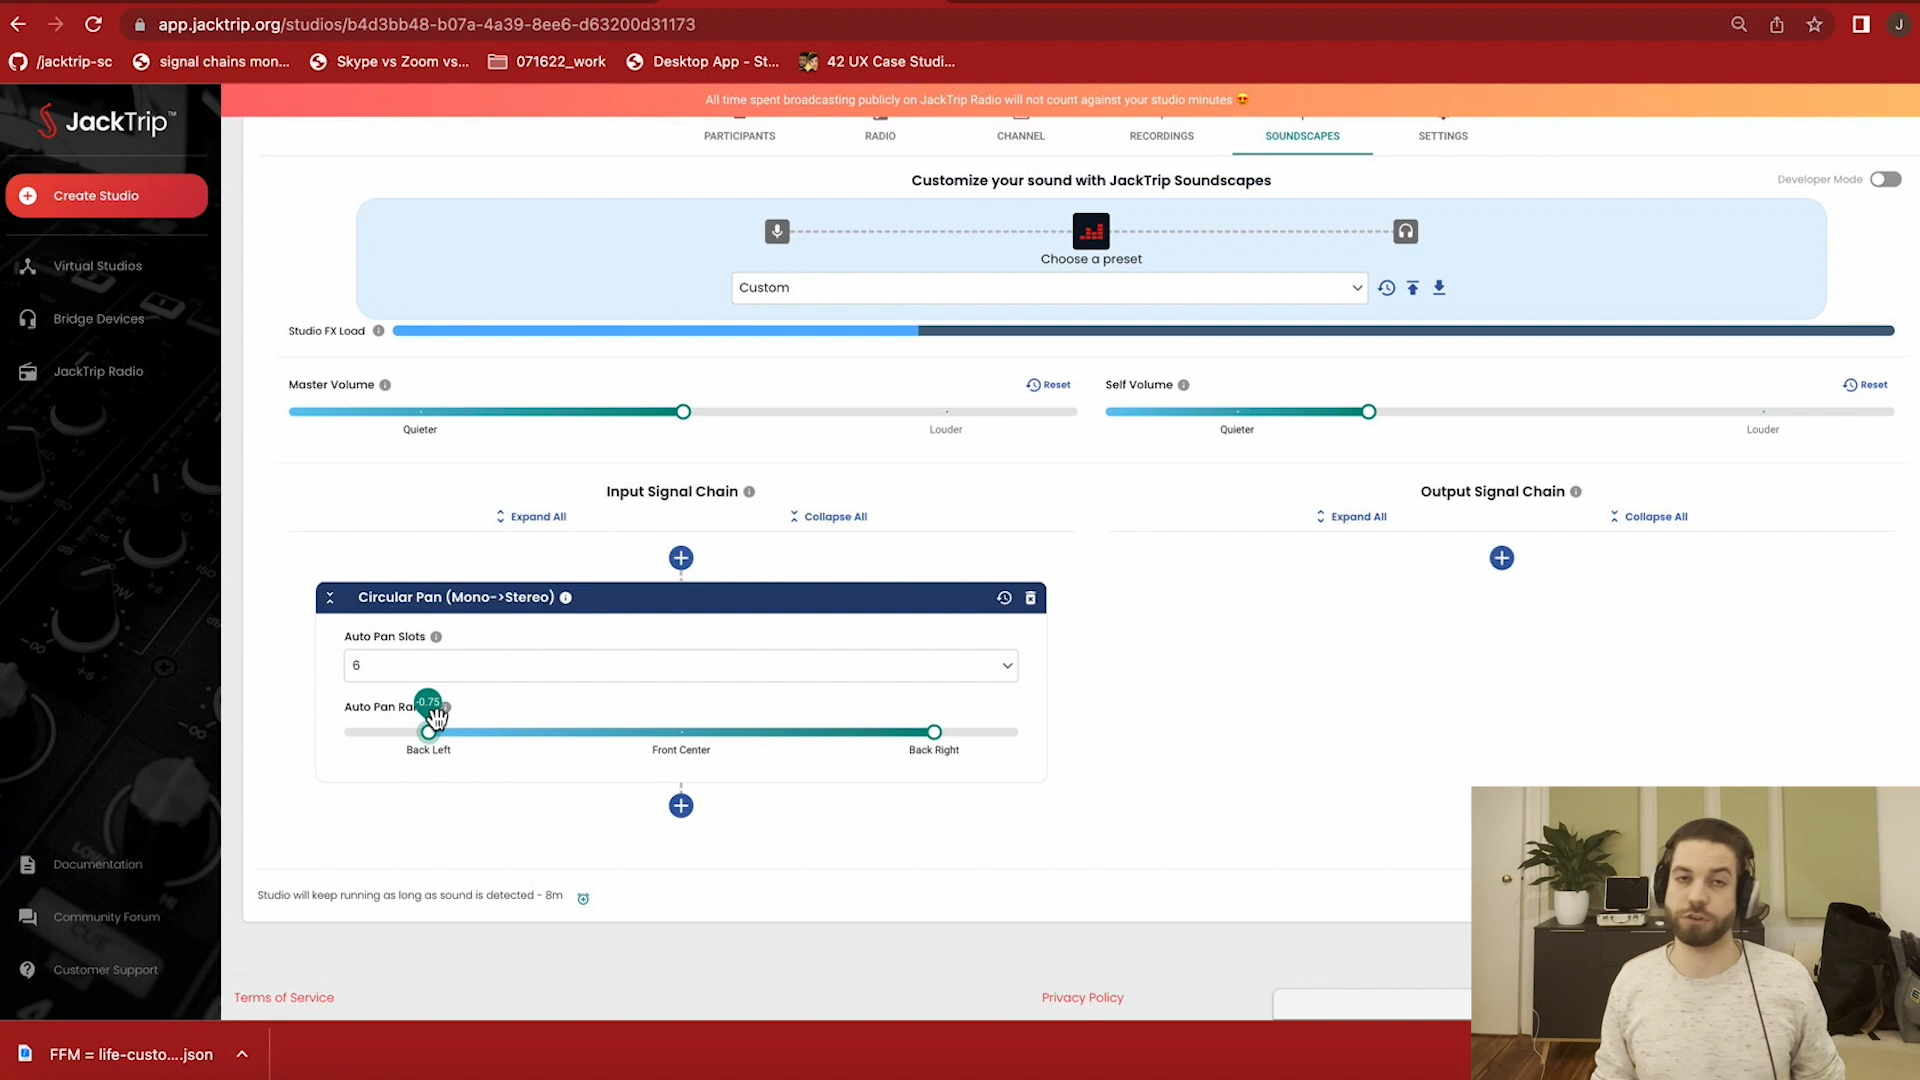 app.jacktrip.org/studios/b4d3bb48-b07a-4a39-8ee6-d63200d31173
J
/jacktrip-sc
signal chains mon...
Skype vs Zoom vs...
071622_work
Desktop App - St...
42 UX Case Studi...
JackTrip™
All time spent broadcasting publicly on JackTrip Radio will not count against your studio minutes
PARTICIPANTS
RADIO
CHANNEL
RECORDINGS
SOUNDSCAPES
SETTINGS
Create Studio
Virtual Studios
Bridge Devices
JackTrip Radio
Customize your sound with JackTrip Soundscapes
Developer Mode
Choose a preset
Custom
Studio FX Load
Master Volume
Reset
Quieter
Louder
Self Volume
Reset
Quieter
Louder
Input Signal Chain
Expand All
Collapse All
Output Signal Chain
Expand All
Collapse All
Circular Pan (Mono->Stereo)
Auto Pan Slots
6
-0.75
Auto Pan
Back Left
Front Center
Back Right
Studio will keep running as long as sound is detected - 8m
Documentation
Community Forum
Customer Support
Terms of Service
Privacy Policy
FFM = life-custo....json